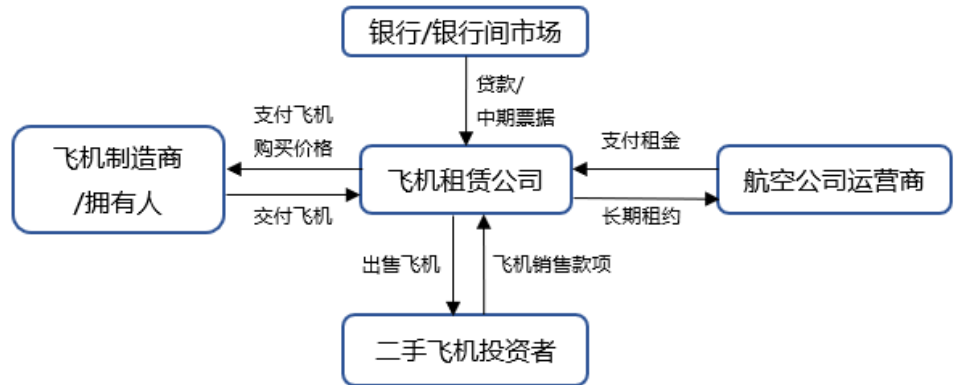 银行/银行间市场
贷款/
中期票据
支付飞机
购买价格
支付租金
飞机制造商
/拥有人
飞机租赁公司
航空公司运营商
交付飞机
长期租约
出售飞机
飞机销售款项
二手飞机投资者